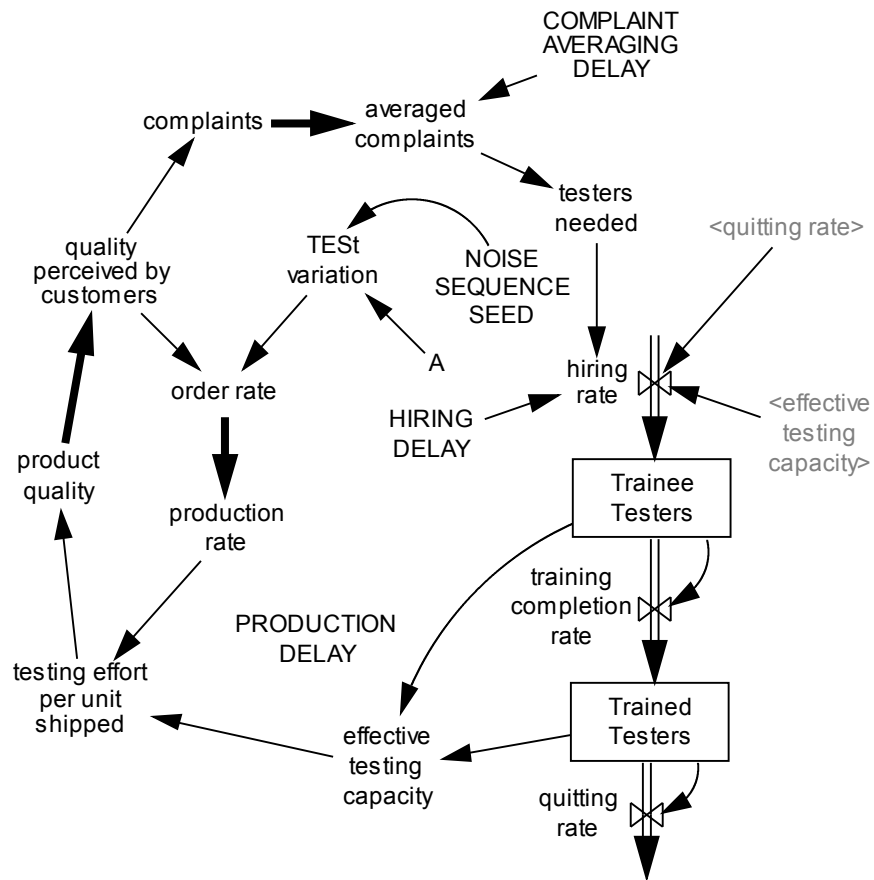 COMPLAINT
AVERAGING
DELAY
complaints
averaged
complaints
testers
needed
<quitting rate>
quality
perceived by
customers
TESt
variation
NOISE
SEQUENCE
SEED
A
order rate
hiring
rate
HIRING
DELAY
<effective
testing
capacity>
product
quality
Trainee
Testers
production
rate
training
completion
rate
PRODUCTION
DELAY
testing effort
per unit
shipped
Trained
Testers
effective
testing
capacity
quitting
rate